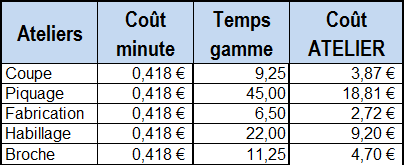 Ateliers Coût minute Temps gamme Coût ATELIER
Coupe 0,418 € 9,25 3,87 €
Piquage 0,418 € 45,00 18,81 €
Fabrication 0,418 € 6,50 2,72 €
Habillage 0,418 € 22,00 9,20 €
Broche 0,418 € 11,25 4,70 €